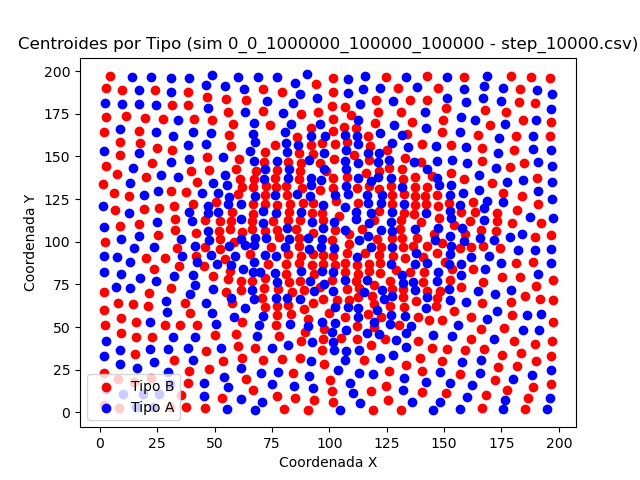 Centroides por Tipo (sim 0_0_1000000_100000_100000 - step_10000.csv)
200
175
150
125
100
75
50
25
0
Coordenada Y
Tipo B
Tipo A
0 25 50 75 100 125 150 175 200
Coordenada X